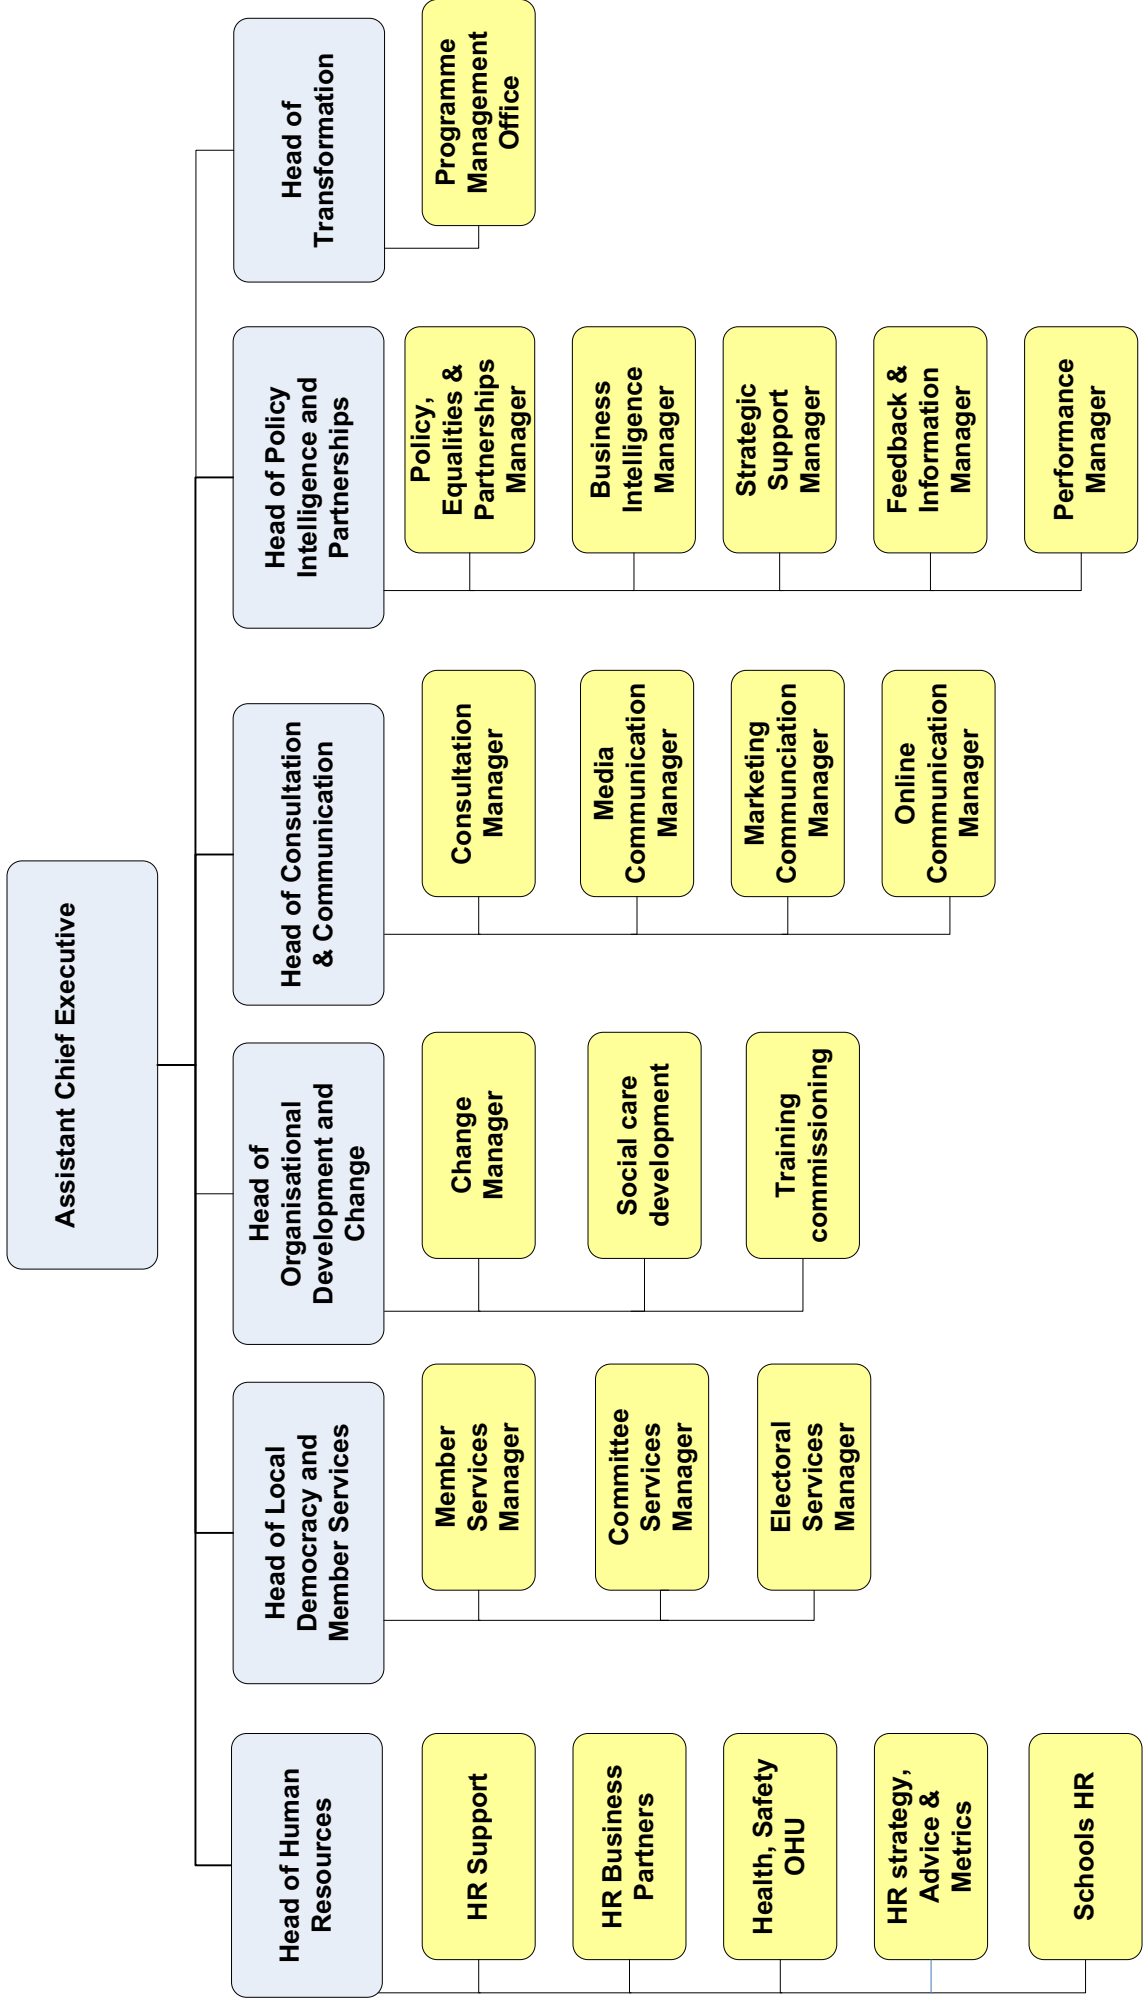 Assistant Chief Executive
Head of Human
Resources
HR Support
HR Business
Partners
Health, Safety
OHU
HR strategy,
Advice &
Metrics
Schools HR
Head of Local
Democracy and
Member Services
Member
Services
Manager
Committee
Services
Manager
Electoral
Services
Manager
Head of
Organisational
Development and
Change
Change
Manager
Social care
development
Training
commissioning
Head of Consultation
& Communication
Consultation
Manager
Media
Communication
Manager
Marketing
Communciation
Manager
Online
Communication
Manager
Head of Policy
Intelligence and
Partnerships
Policy,
Equalities &
Partnerships
Manager
Business
Intelligence
Manager
Strategic
Support
Manager
Feedback &
Information
Manager
Performance
Manager
Head of
Transformation
Programme
Management
Office